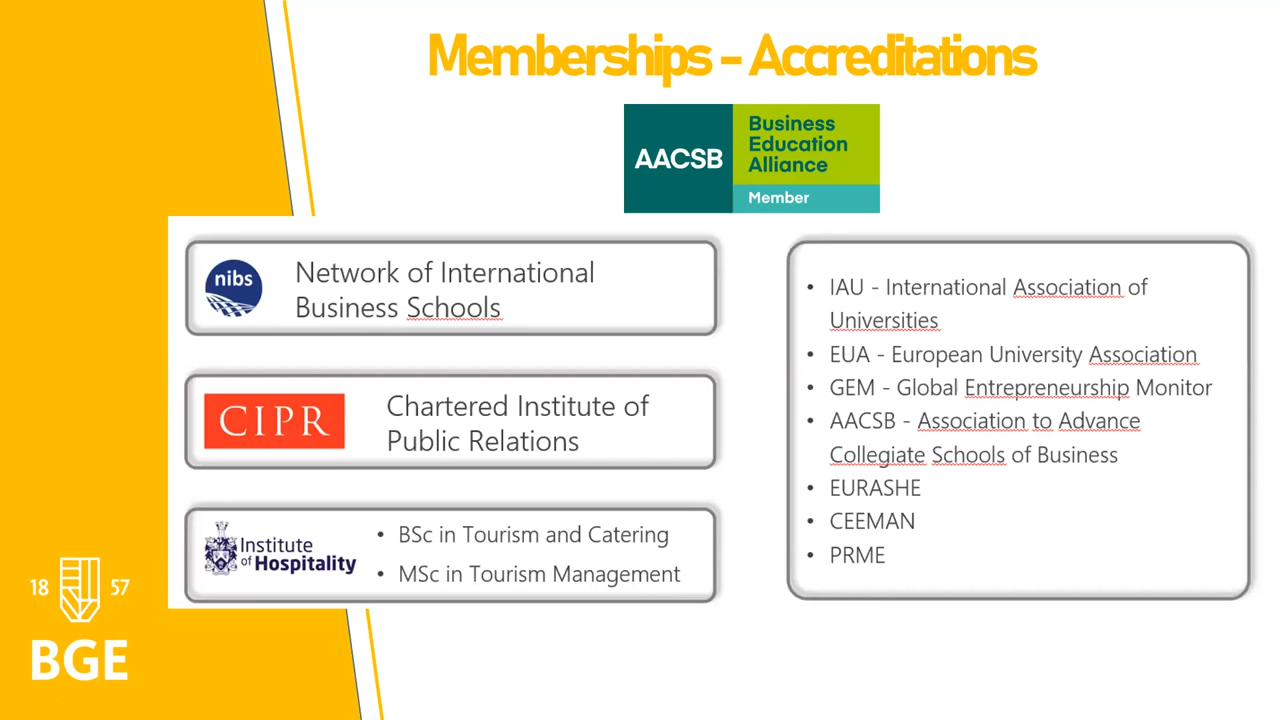 Memberships - Accreditations
AACSB
Business
Education
Alliance
Member
nibs
Network of International
Business Schools
CIPR
Chartered Institute of
Public Relations
Institute
of Hospitality
• BSc in Tourism and Catering
• MSc in Tourism Management
• IAU - International Association of
Universities
• EUA - European University Association
• GEM - Global Entrepreneurship Monitor
• AACSB - Association to Advance
Collegiate Schools of Business
• EURASHE
• CEEMAN
• PRME
18 57
BGE